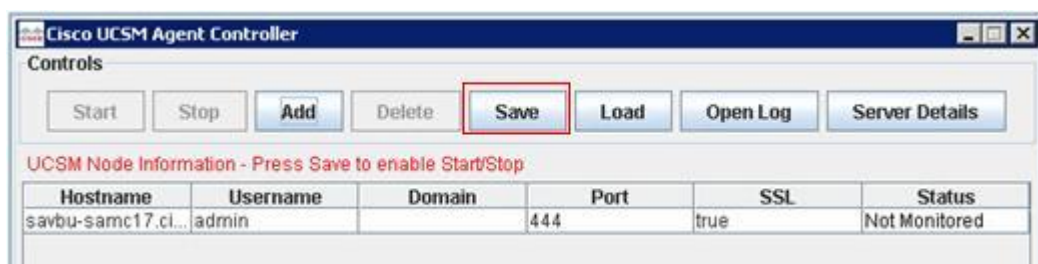 Cisco UCSM Agent Controller
Controls
Start Stop Add Delete Save Load Open Log Server Details
UCSM Node Information - Press Save to enable Start/Stop
Hostname Username Domain Port SSL Status
savbu-samc17.ci... admin 444 true Not Monitored